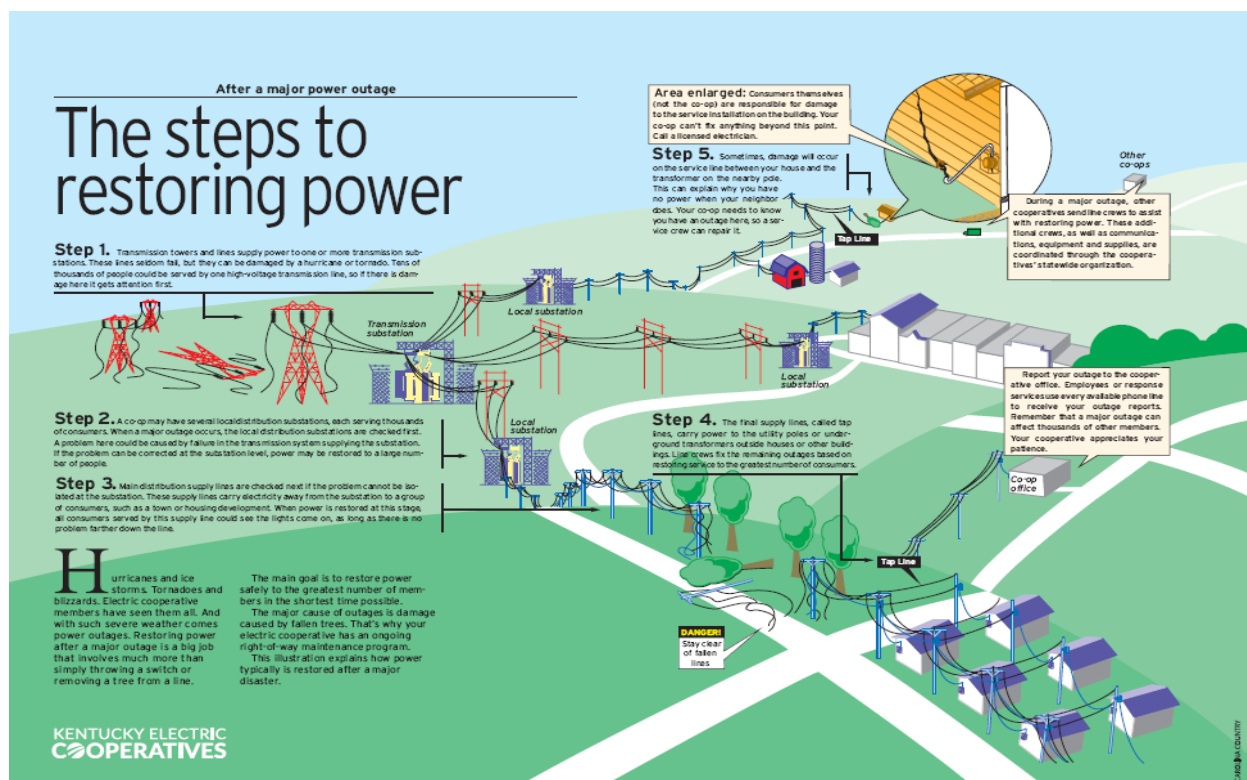 After a major power outage
The steps to
restoring power
Step 1. Transmission towers and lines supply power to one or more transmission sub-
stations. These lines seldom fail, but they can be damaged by a hurricane or tornado. Tens of
thousands of people could be served by one high-voltage transmission line, so if there is dam-
age here it gets attention first.
Transmission
substation
Local substation
Local
substation
Local
substation
Step 2. A co-op may have several local distribution substations, each serving thousands
of consumers. When a major outage occurs, the local distribution substations are checked first.
A problem here could be caused by failure in the transmission system supplying the substation.
If the problem can be corrected at the substation level, power may be restored to a large num-
ber of people.
Step 3. Main distribution supply lines are checked next if the problem cannot be iso-
lated at the substation. These supply lines carry electricity away from the substation to a group
of consumers, such as a town or housing development. When power is restored at this stage,
all consumers served by this supply line could see the lights come on, as long as there is no
problem farther down the line.
Step 4. The final supply lines, called tap
lines, carry power to the utility poles or under-
ground transformers outside houses or other build-
ings. Line crews fix the remaining outages based on
restoring service to the greatest number of consumers.
Tap Line
Step 5. Sometimes, damage will occur
on the service line between your house and the
transformer on the nearby pole.
This can explain why you have
no power when your neighbor
does. Your co-op needs to know
you have an outage here, so a ser-
vice crew can repair it.
Tap Line
Area enlarged: Consumers themselves
(not the co-op) are responsible for damage
to the service installation on the building. Your
co-op can't fix anything beyond this point.
Call a licensed electrician.
Other
co-ops
During a major outage, other
cooperatives send line crews to assist
with restoring power. These addi-
tional crews, as well as communica-
tions, equipment and supplies, are
coordinated through the coopera-
tives' statewide organization.
Report your outage to the cooper-
ative office. Employees or response
services use every available phone line
to receive your outage reports.
Remember that a major outage can
affect thousands of other members.
Your cooperative appreciates your
patience.
Co-op
office
DANGER!
Stay clear
of fallen
lines
Hurricanes and ice
storms. Tornadoes and
blizzards. Electric cooperative
members have seen them all. And
with such severe weather comes
power outages. Restoring power
after a major outage is a big job
that involves much more than
simply throwing a switch or
removing a tree from a line.
The main goal is to restore power
safely to the greatest number of mem-
bers in the shortest time possible.
The major cause of outages is damage
caused by fallen trees. That's why your
electric cooperative has an ongoing
right-of-way maintenance program.
This illustration explains how power
typically is restored after a major
disaster.
KENTUCKY ELECTRIC
COOPERATIVES
CAROLINA COUNTRY